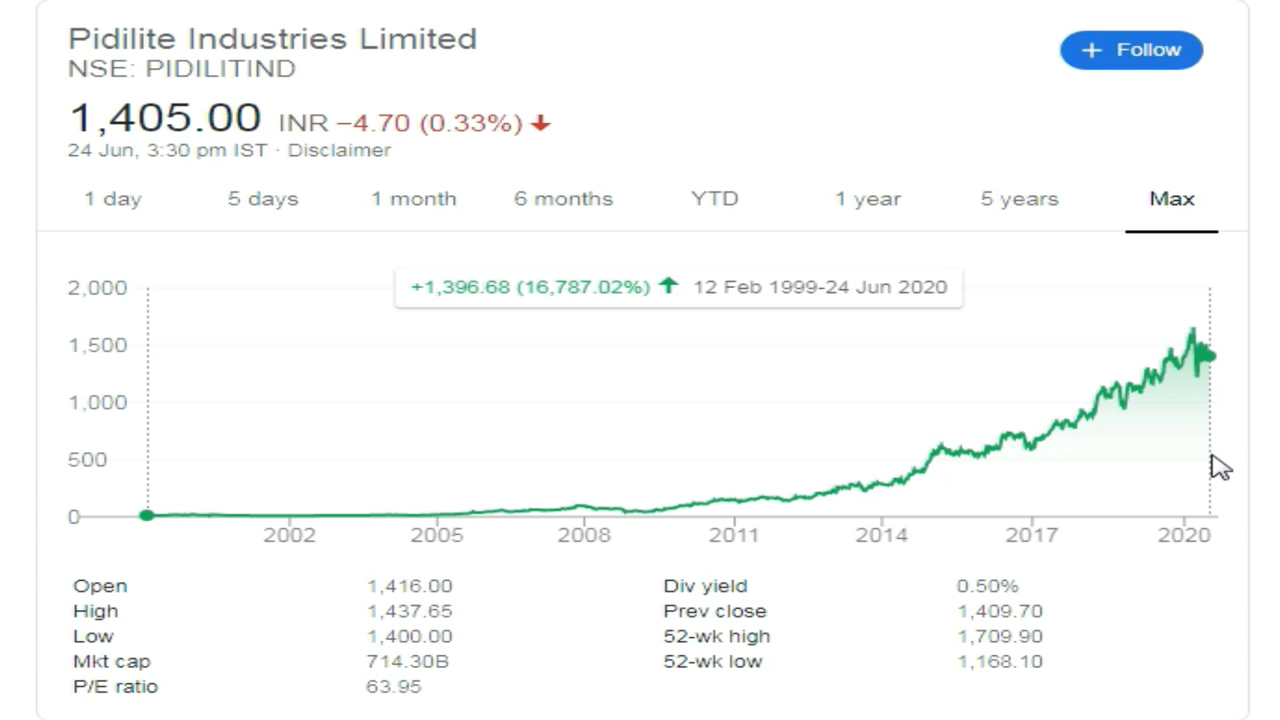 Pidilite Industries Limited
+ Follow
NSE: PIDILITIND
1,405.00 INR −4.70 (0.33%)
24 Jun, 3:30 pm IST · Disclaimer
1 day 5 days 1 month 6 months YTD 1 year 5 years Max
+1,396.68 (16,787.02%) 12 Feb 1999-24 Jun 2020
2,000
1,500
1,000
500
0
2002 2005 2008 2011 2014 2017 2020
Open 1,416.00 Div yield 0.50%
High 1,437.65 Prev close 1,409.70
Low 1,400.00 52-wk high 1,709.90
Mkt cap 714.30B 52-wk low 1,168.10
P/E ratio 63.95